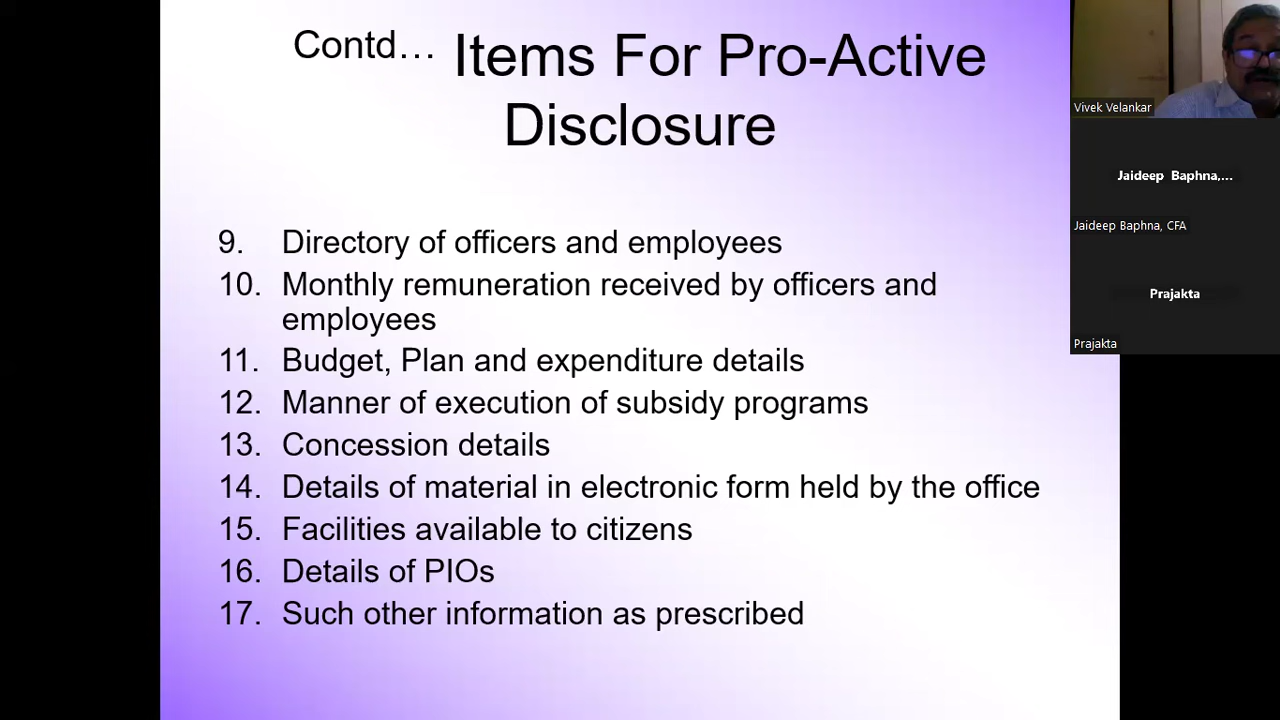 Contd… Items For Pro-Active
Disclosure
9. Directory of officers and employees
10. Monthly remuneration received by officers and
employees
11. Budget, Plan and expenditure details
12. Manner of execution of subsidy programs
13. Concession details
14. Details of material in electronic form held by the office
15. Facilities available to citizens
16. Details of PIOs
17. Such other information as prescribed
Vivek Velankar
Jaideep Baphna,...
Jaideep Baphna, CFA
Prajakta
Prajakta